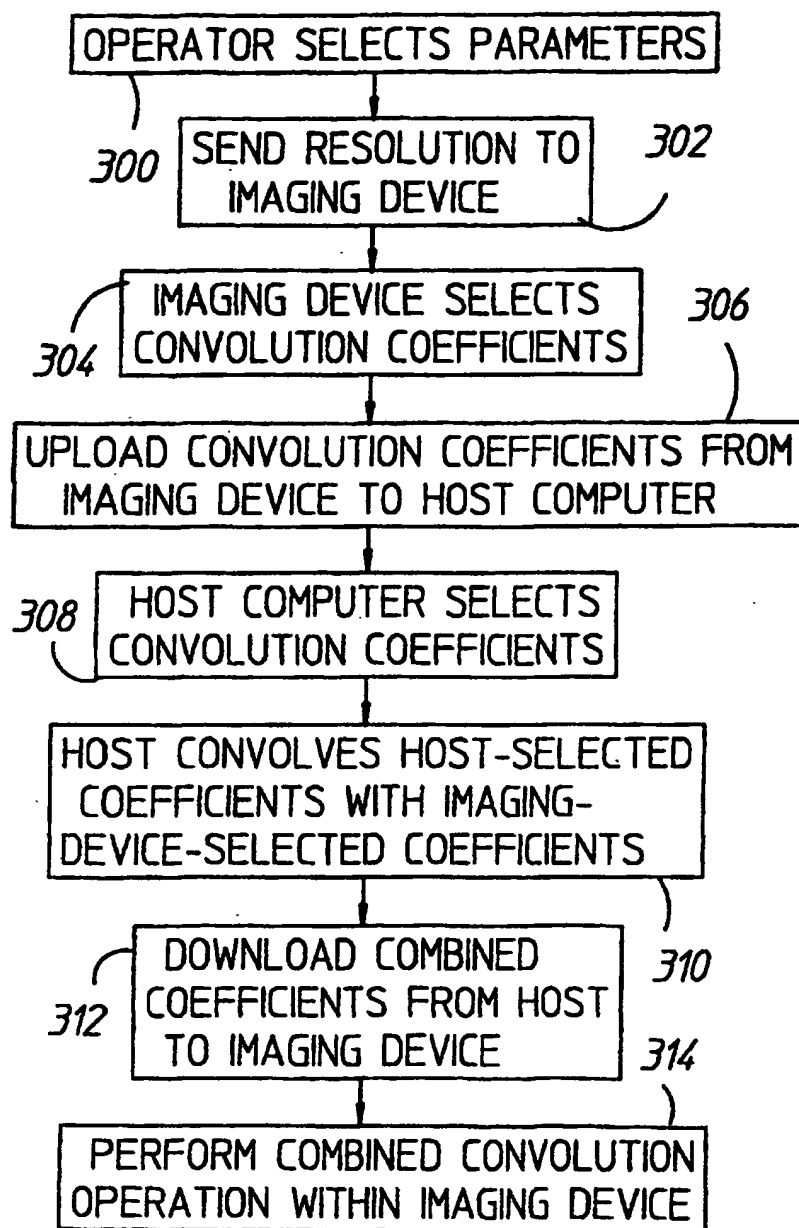 OPERATOR SELECTS PARAMETERS
300
SEND RESOLUTION TO
IMAGING DEVICE
302
304
IMAGING DEVICE SELECTS
CONVOLUTION COEFFICIENTS
306
UPLOAD CONVOLUTION COEFFICIENTS FROM
IMAGING DEVICE TO HOST COMPUTER
308
HOST COMPUTER SELECTS
CONVOLUTION COEFFICIENTS
HOST CONVOLVES HOST-SELECTED
COEFFICIENTS WITH IMAGING-
DEVICE-SELECTED COEFFICIENTS
310
312
DOWNLOAD COMBINED
COEFFICIENTS FROM HOST
TO IMAGING DEVICE
314
PERFORM COMBINED CONVOLUTION
OPERATION WITHIN IMAGING DEVICE